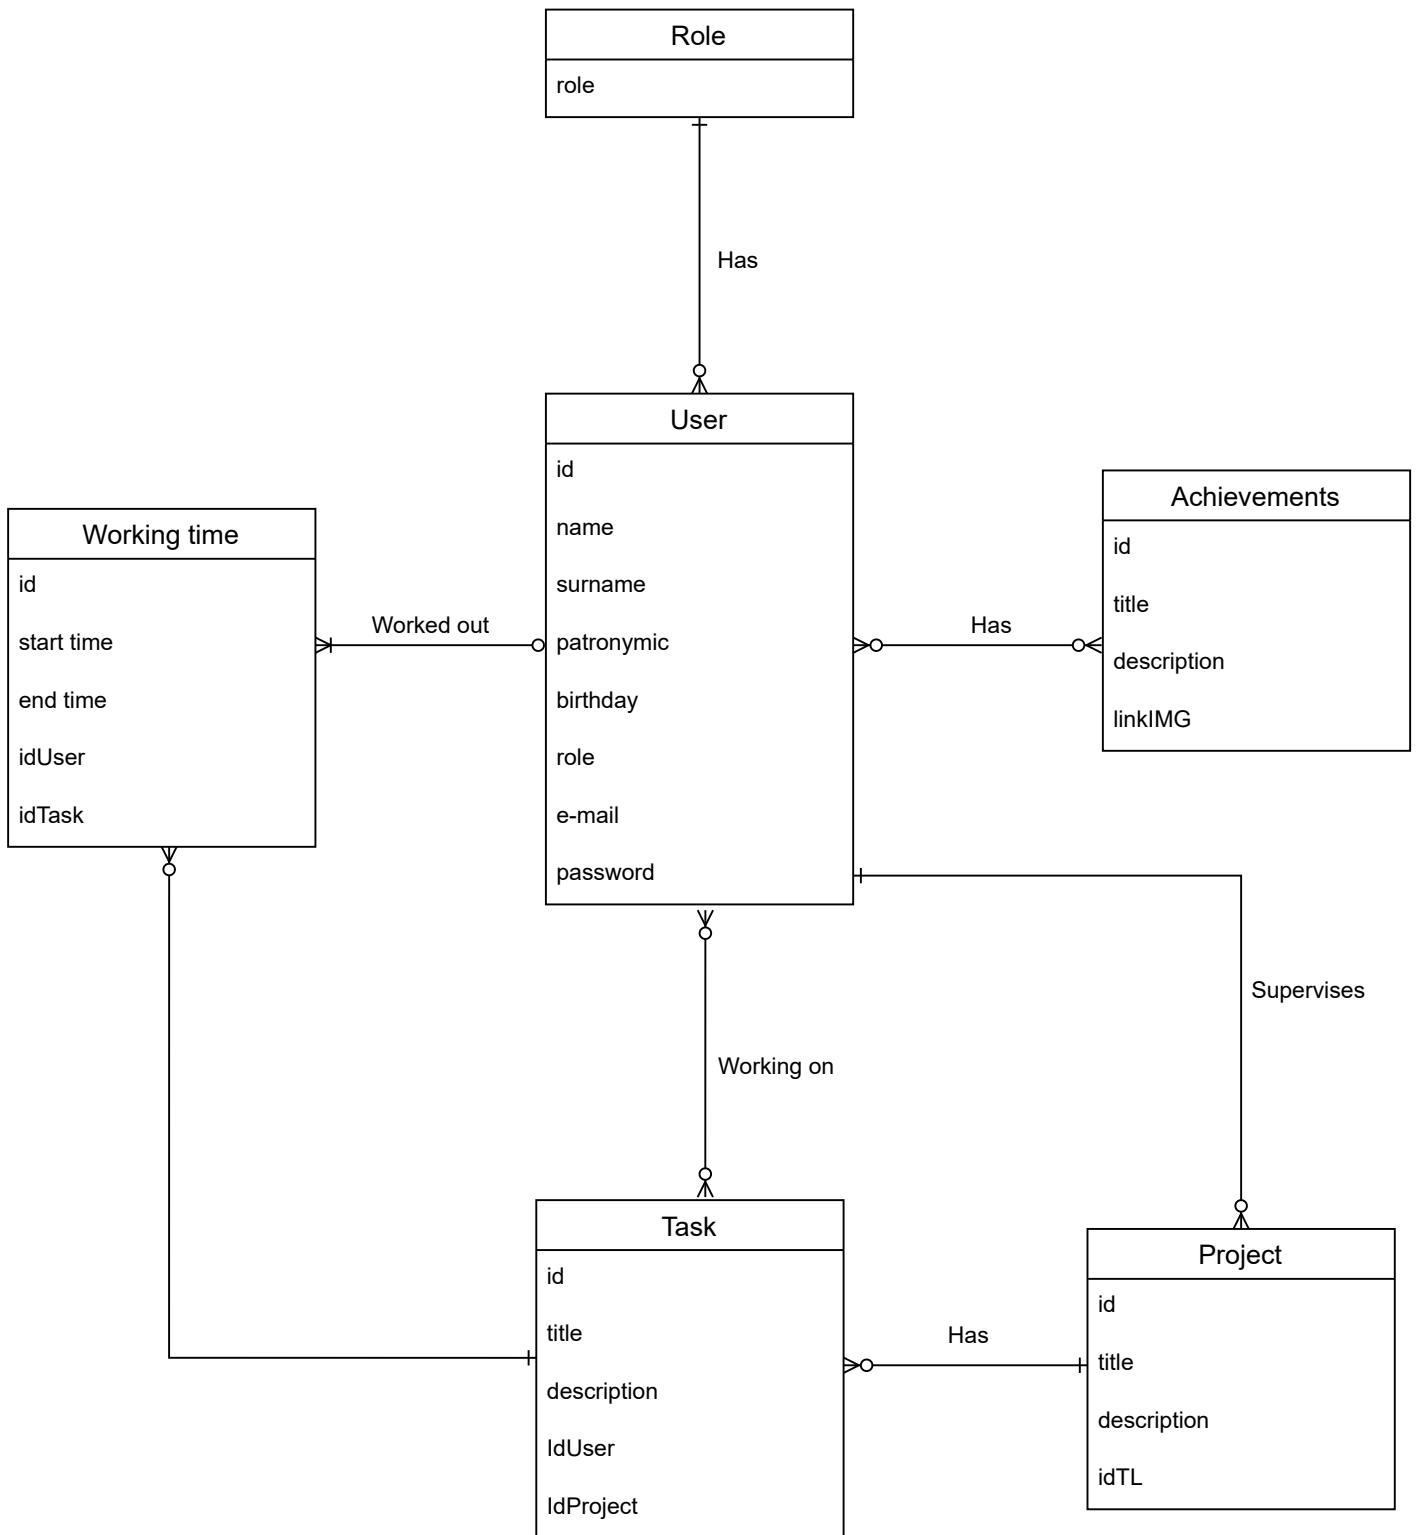 Role
role
Has
User
id
name
surname
patronymic
birthday
role
e-mail
password
Achievements
id
title
description
linkIMG
Has
Working time
id
start time
end time
idUser
idTask
Worked out
Supervises
Working on
Task
id
title
description
IdUser
IdProject
Has
Project
id
title
description
idTL